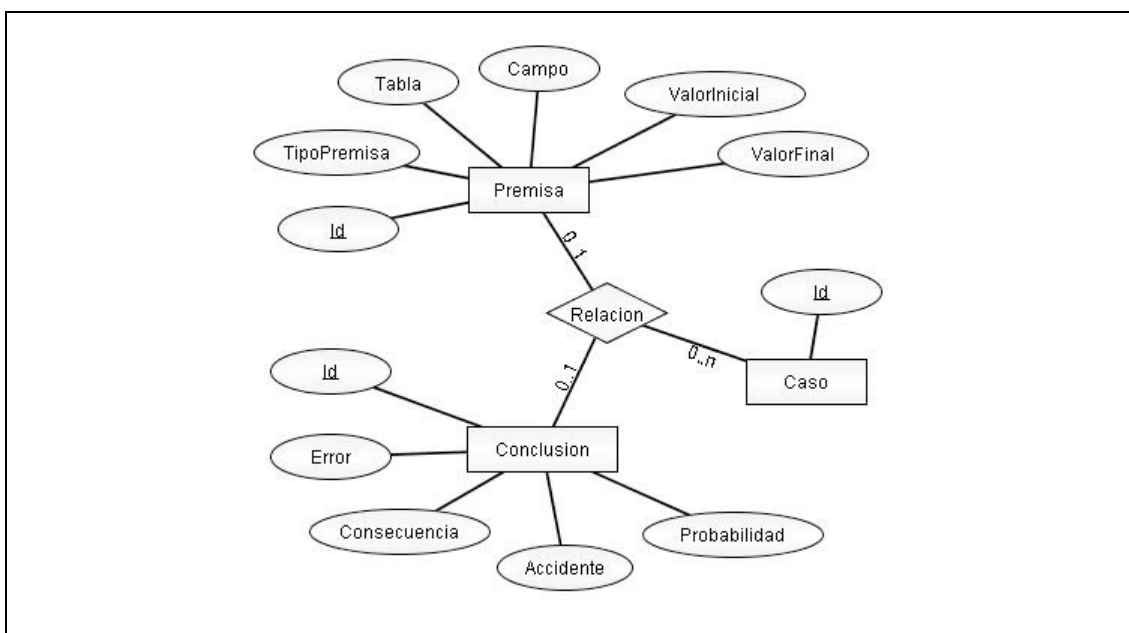 Campo
Tabla
ValorInicial
TipoPremisa
ValorFinal
Premisa
Id
0..1
Id
Relacion
0..n
Id
0..1
Caso
Conclusion
Error
Consecuencia
Probabilidad
Accidente